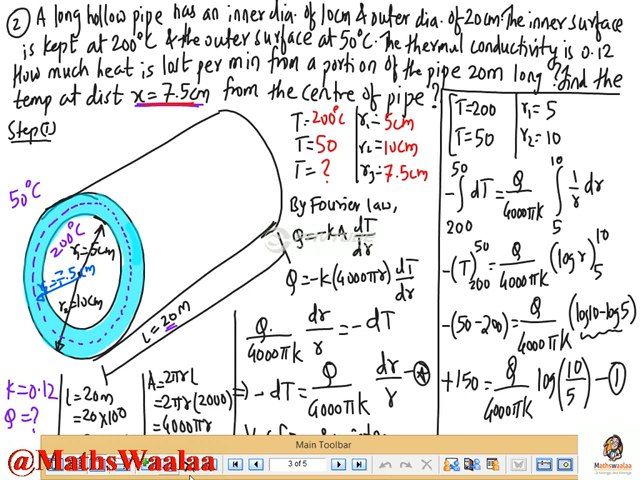 ② A long hollow pipe has an inner dia. of 10cm & outer dia. of 20cm. The inner surface
is kept at 200°C & the outer surface at 50°C. The thermal conductivity is 0.12
How much heat is lost per min from a portion of the pipe 20m long? Find the
temp at dist x=7.5cm from the centre of pipe?
Step ①
50°C
200°C
r₁=5cm
r₃=7.5cm
r₂=10cm
l=20m
T=200°C | r₁=5cm
T=50 | r₂=10cm
T=? | r₃=7.5cm
By Fourier law,
Q=-kA dT/dr
Q=-k(4000πr) dT/dr
Q/4000πk dr/r = -dT
⇒ -dT = Q/4000πk dr/r —Ⓐ
K=0.12
Q=?
l=20m
=20×100
A=2πrl
=2πr(2000)
=4000πr
T=200 | r₁=5
T=50 | r₂=10
-∫₂₀₀⁵⁰ dT = Q/4000πk ∫₅¹⁰ 1/r dr
-(T)₂₀₀⁵⁰ = Q/4000πk (log r)₅¹⁰
-(50-200) = Q/4000πk (log10-log5)
+150 = Q/4000πk log(10/5) —①
Main Toolbar
3 of 5
@MathsWaalaa
MathsWaalaa